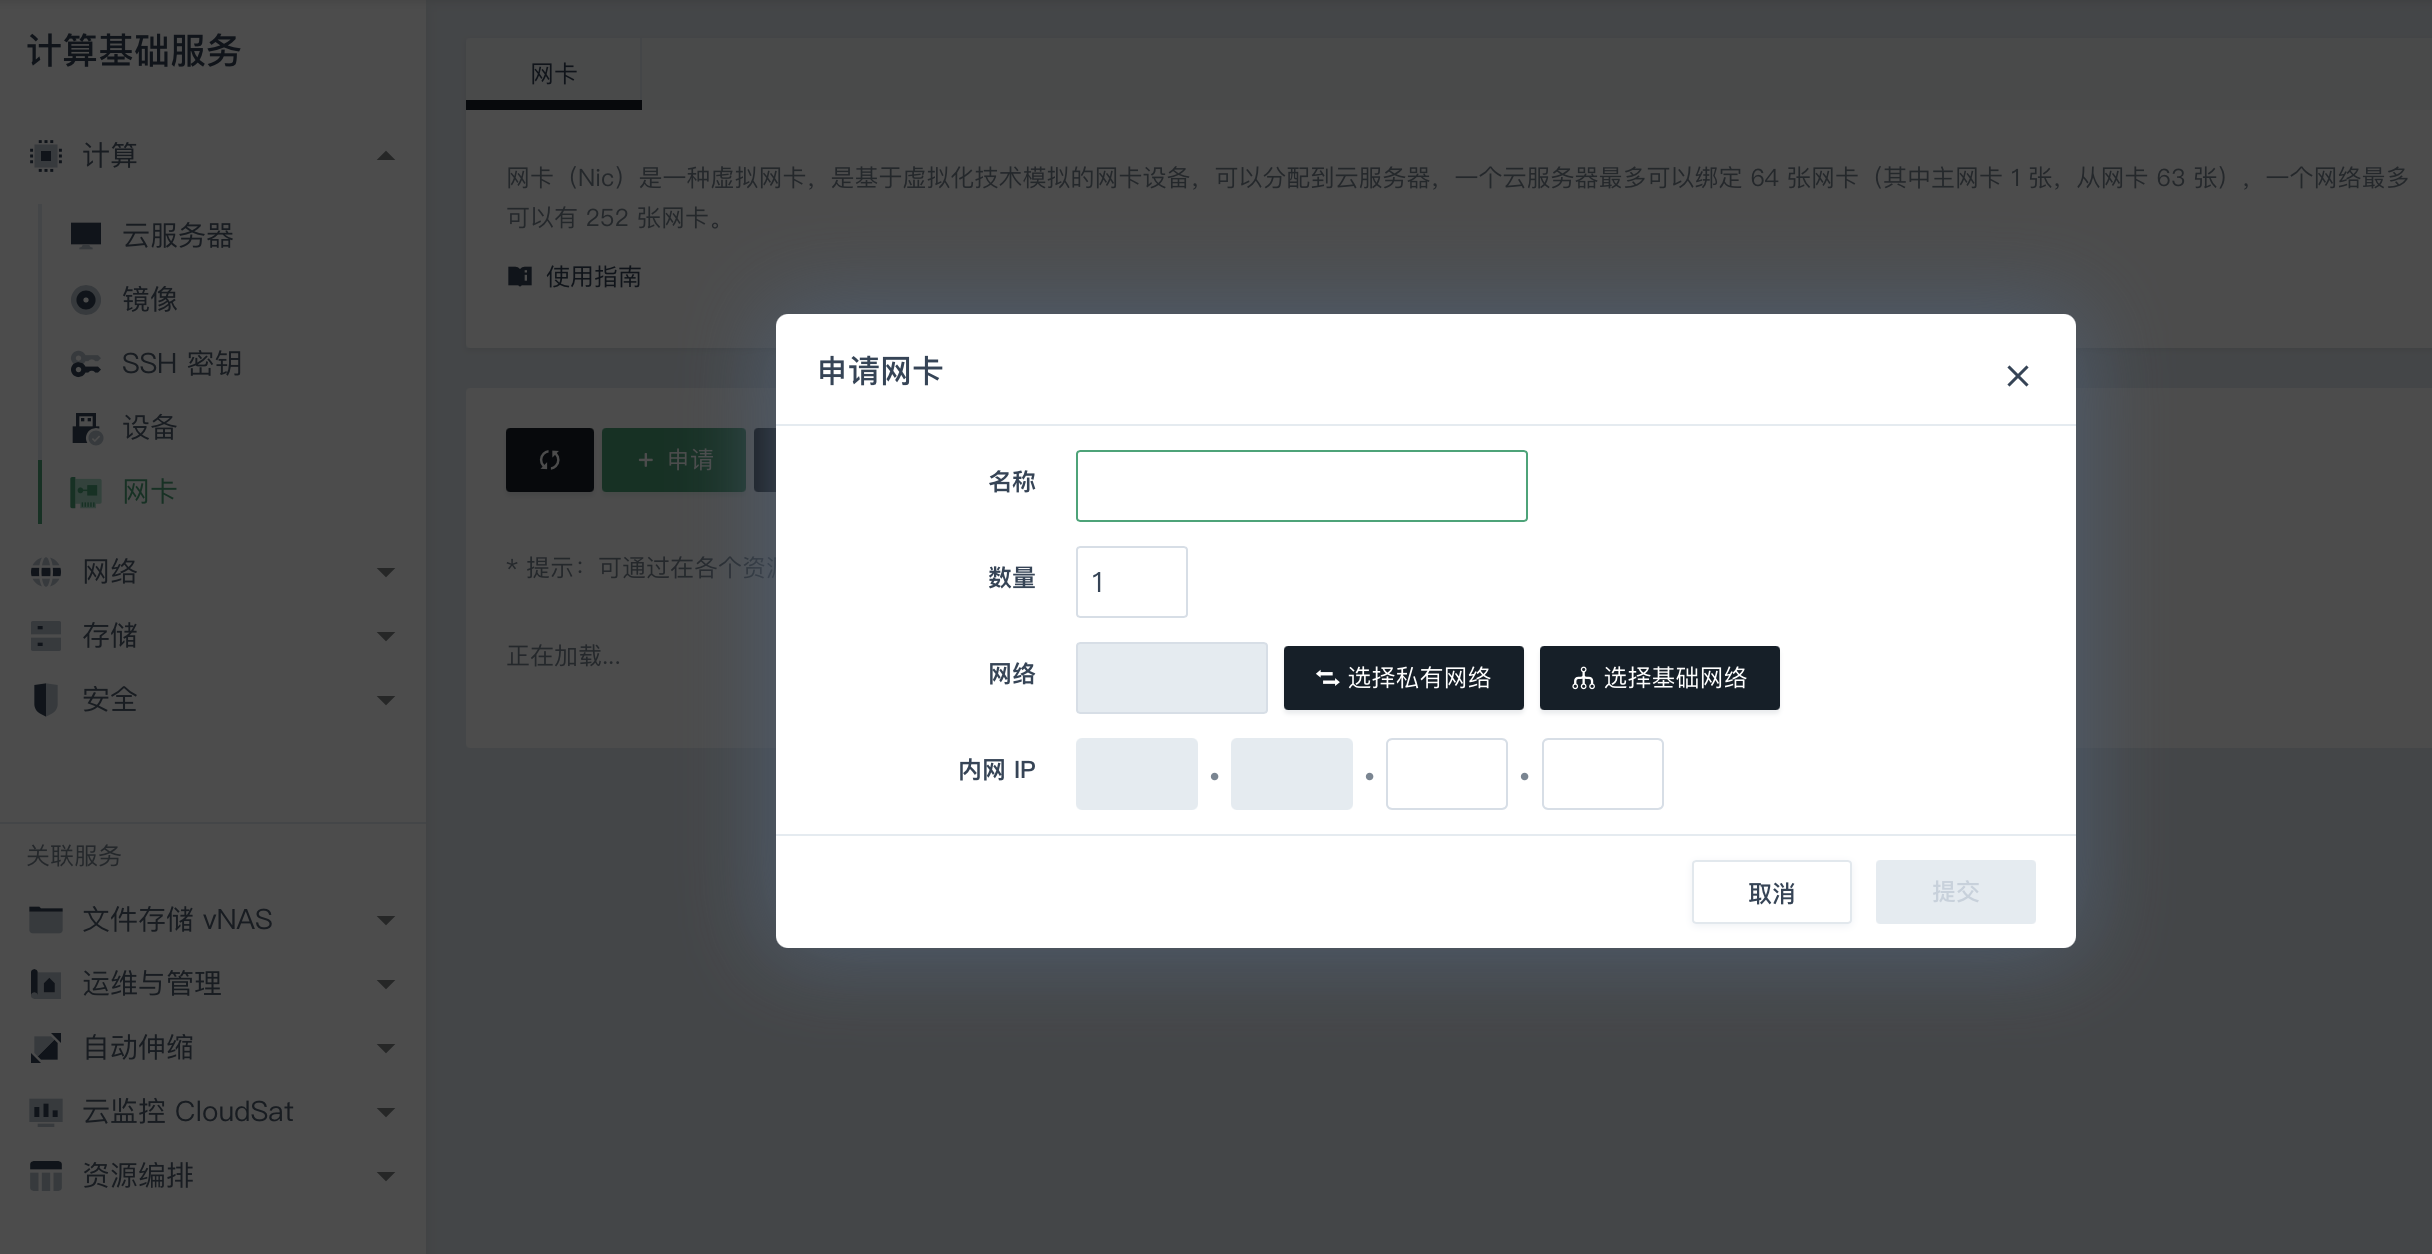 计算基础服务
计算
云服务器
镜像
SSH 密钥
设备
网卡
网络
存储
安全
关联服务
文件存储 vNAS
运维与管理
自动伸缩
云监控 CloudSat
资源编排
网卡
网卡（Nic）是一种虚拟网卡，是基于虚拟化技术模拟的网卡设备，可以分配到云服务器，一个云服务器最多可以绑定 64 张网卡（其中主网卡 1 张，从网卡 63 张），一个网络最多
可以有 252 张网卡。
使用指南
+ 申请
* 提示：可通过在各个资源
正在加载...
申请网卡
名称
数量
1
网络
选择私有网络
选择基础网络
内网 IP
取消
提交